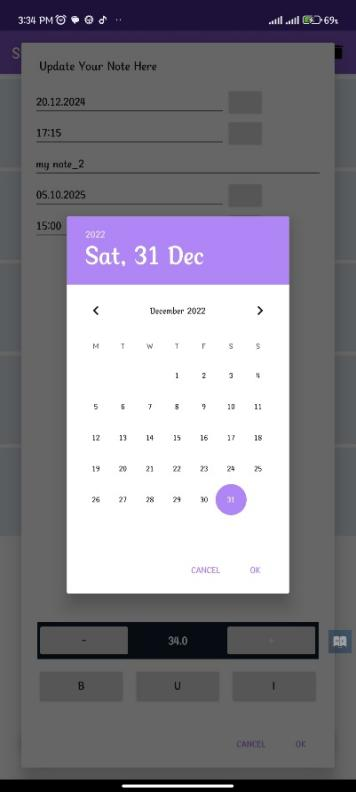 3:34 PM 69%
S
Update Your Note Here
20.12.2024
17:15
my note_2
05.10.2025
15:00
2022
Sat, 31 Dec
December 2022
M T W T F S S
1 2 3 4
5 6 7 8 9 10 11
12 13 14 15 16 17 18
19 20 21 22 23 24 25
26 27 28 29 30 31
CANCEL OK
- 34.0 +
B U I
CANCEL OK